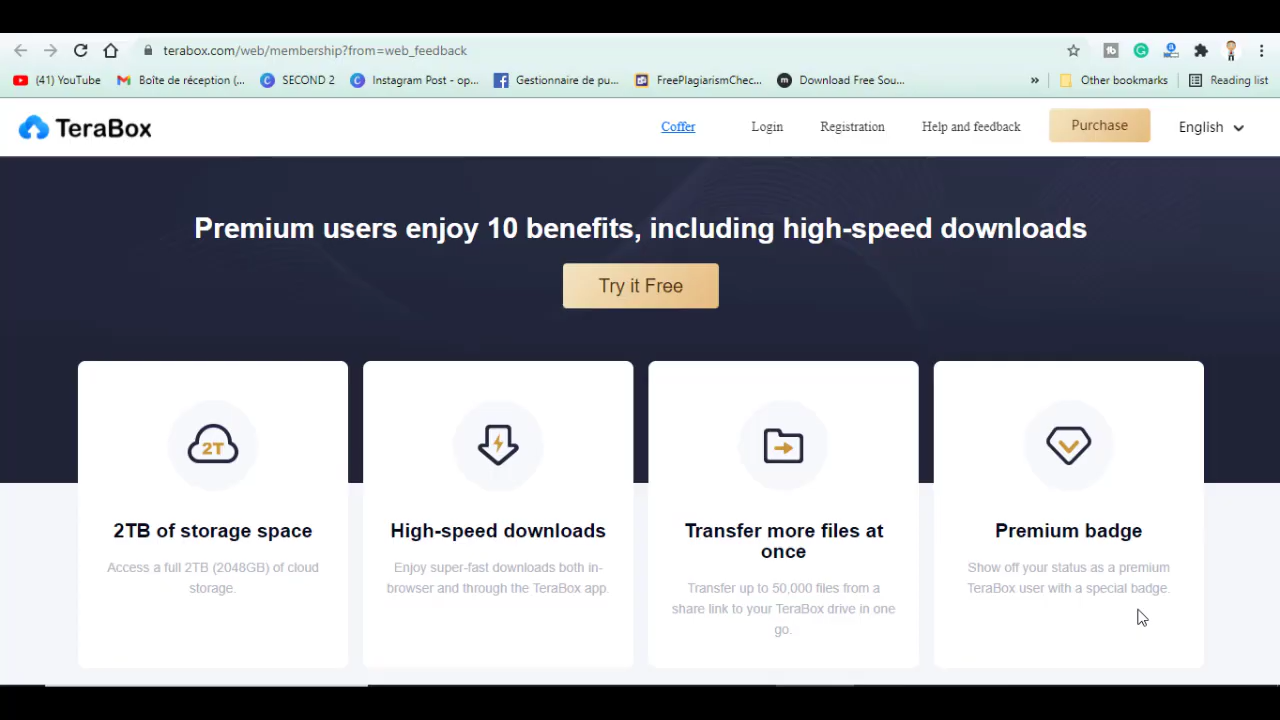 terabox.com/web/membership?from=web_feedback
(41) YouTube
Boîte de réception (...
SECOND 2
Instagram Post - op...
Gestionnaire de pu...
FreePlagiarismChec...
Download Free Sou...
»
Other bookmarks
Reading list
TeraBox
Coffer
Login
Registration
Help and feedback
Purchase
English
Premium users enjoy 10 benefits, including high-speed downloads
Try it Free
2T
2TB of storage space
Access a full 2TB (2048GB) of cloud
storage.
High-speed downloads
Enjoy super-fast downloads both in-
browser and through the TeraBox app.
Transfer more files at
once
Transfer up to 50,000 files from a
share link to your TeraBox drive in one
go.
Premium badge
Show off your status as a premium
TeraBox user with a special badge.